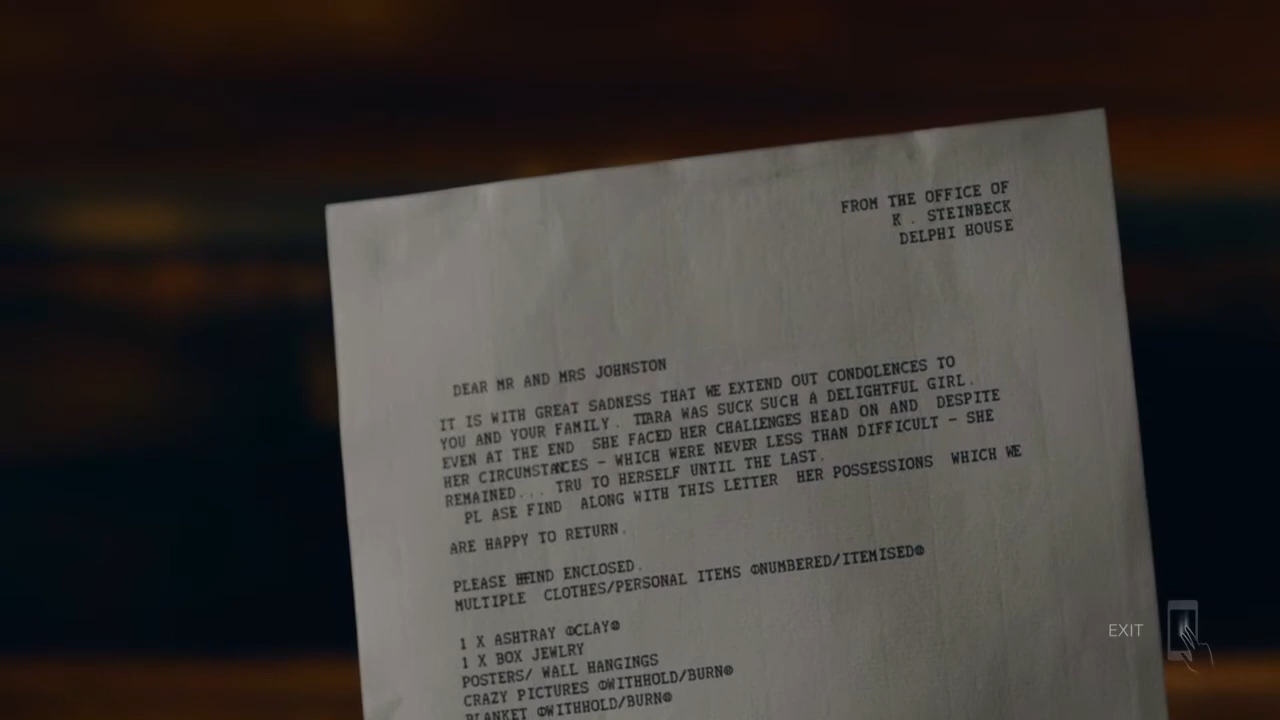 FROM THE OFFICE OF
K . STEINBECK
DELPHI HOUSE
DEAR MR AND MRS JOHNSTON
IT IS WITH GREAT SADNESS THAT WE EXTEND OUT CONDOLENCES TO
YOU AND YOUR FAMILY. TIARA WAS SUCK SUCH A DELIGHTFUL GIRL.
EVEN AT THE END SHE FACED HER CHALLENGES HEAD ON AND DESPITE
HER CIRCUMSTANCES - WHICH WERE NEVER LESS THAN DIFFICULT - SHE
REMAINED... TRU TO HERSELF UNTIL THE LAST.
PL ASE FIND ALONG WITH THIS LETTER HER POSSESSIONS WHICH WE
ARE HAPPY TO RETURN.
PLEASE FIND ENCLOSED.
MULTIPLE CLOTHES/PERSONAL ITEMS (NUMBERED/ITEMISED)
1 X ASHTRAY (CLAY)
1 X BOX JEWLRY
POSTERS/ WALL HANGINGS
CRAZY PICTURES (WITHHOLD/BURN)
BLANKET (WITHHOLD/BURN)
EXIT